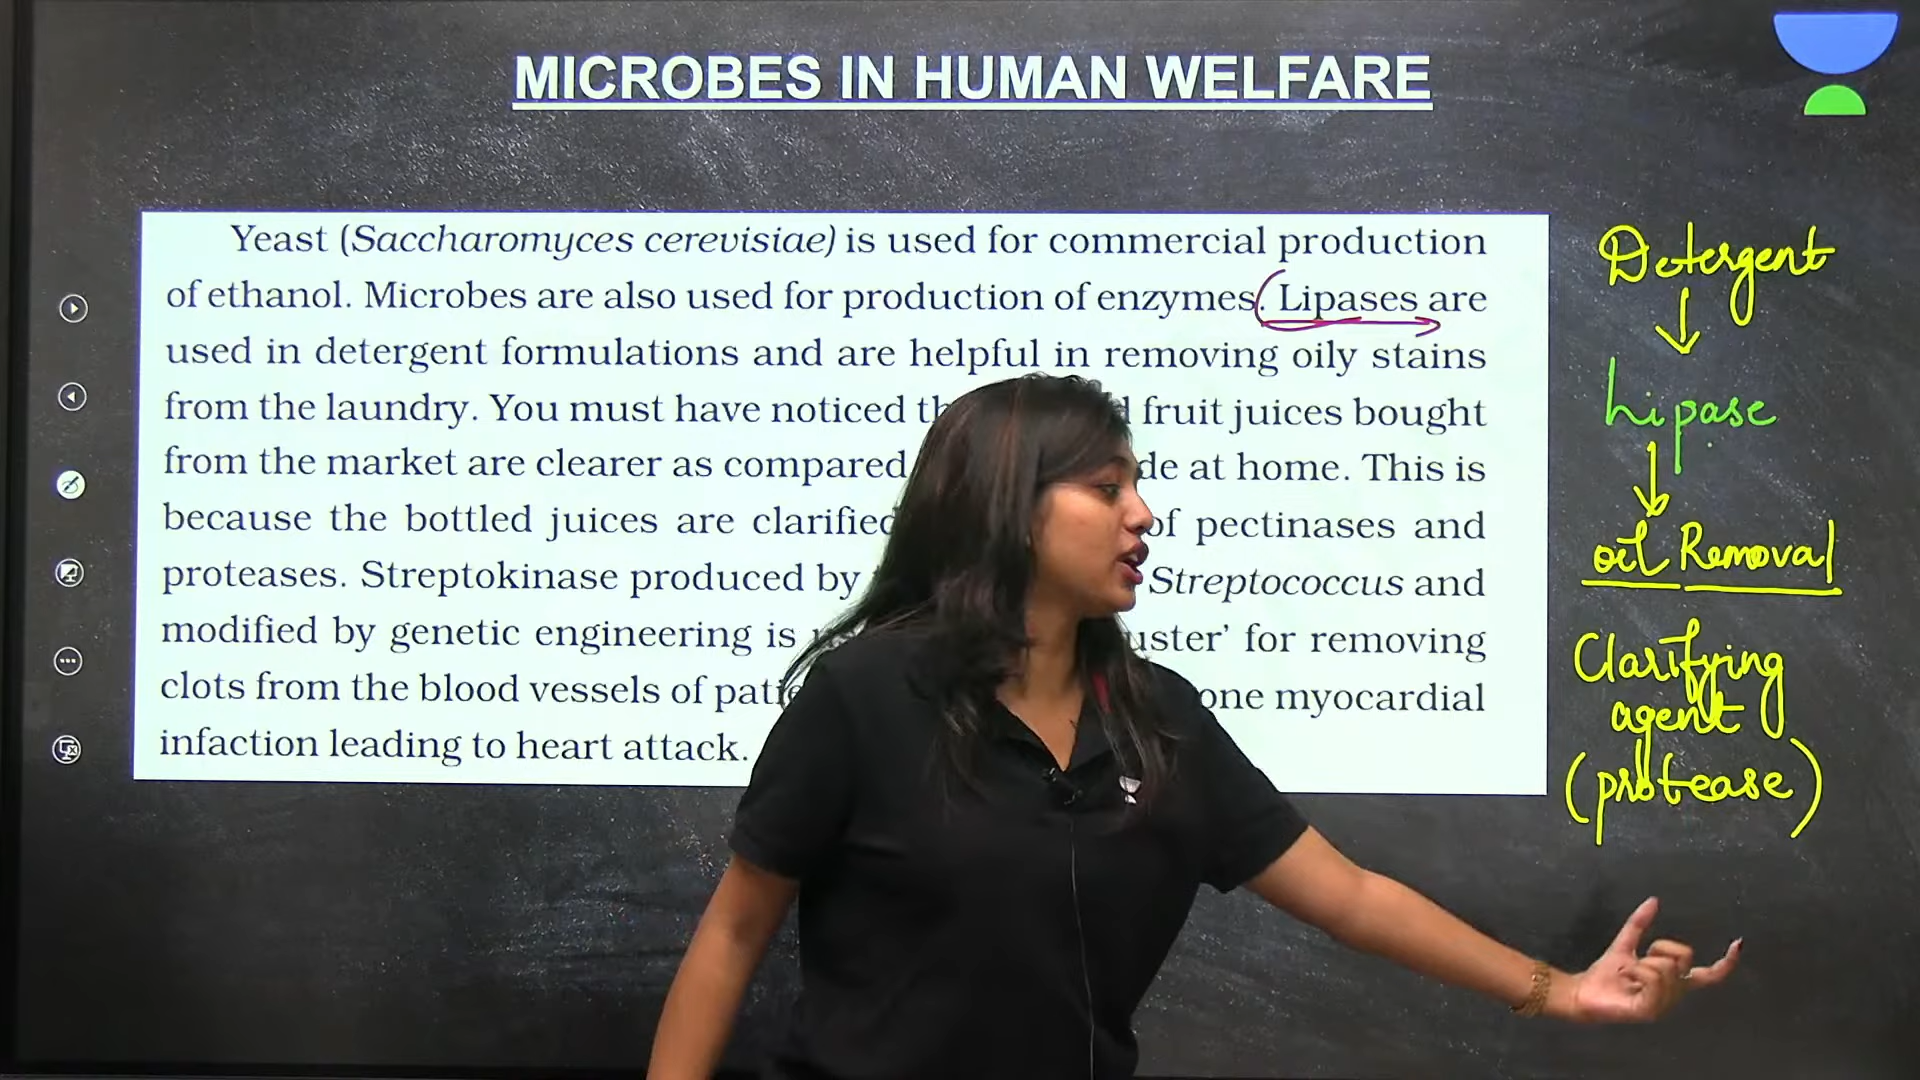 MICROBES IN HUMAN WELFARE
Yeast (Saccharomyces cerevisiae) is used for commercial production
of ethanol. Microbes are also used for production of enzymes. Lipases are
used in detergent formulations and are helpful in removing oily stains
from the laundry. You must have noticed fruit juices bought
from the market are clearer as compared at home. This is
because the bottled juices are clarified of pectinases and
proteases. Streptokinase produced by Streptococcus and
modified by genetic engineering is for removing
clots from the blood vessels of myocardial
infaction leading to heart attack.
Detergent
Lipase
oil Removal
Clarifying
agent
(protease)